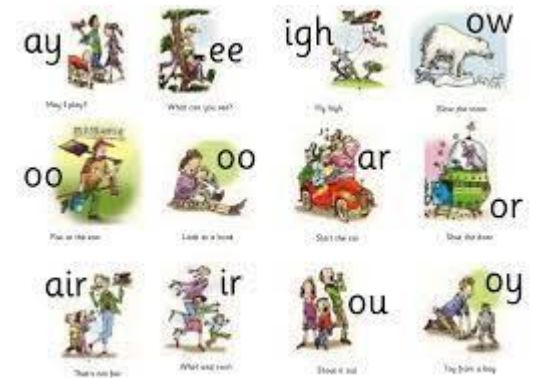 ay
May I play?
ee
What can you see?
igh
Fly high
ow
Blow the snow
oo
Poo at the zoo
oo
Look at a book
ar
Start the car
or
Shut the door
air
That's not fair
ir
Whirl and twirl
ou
Shout it out
oy
Toy for a boy